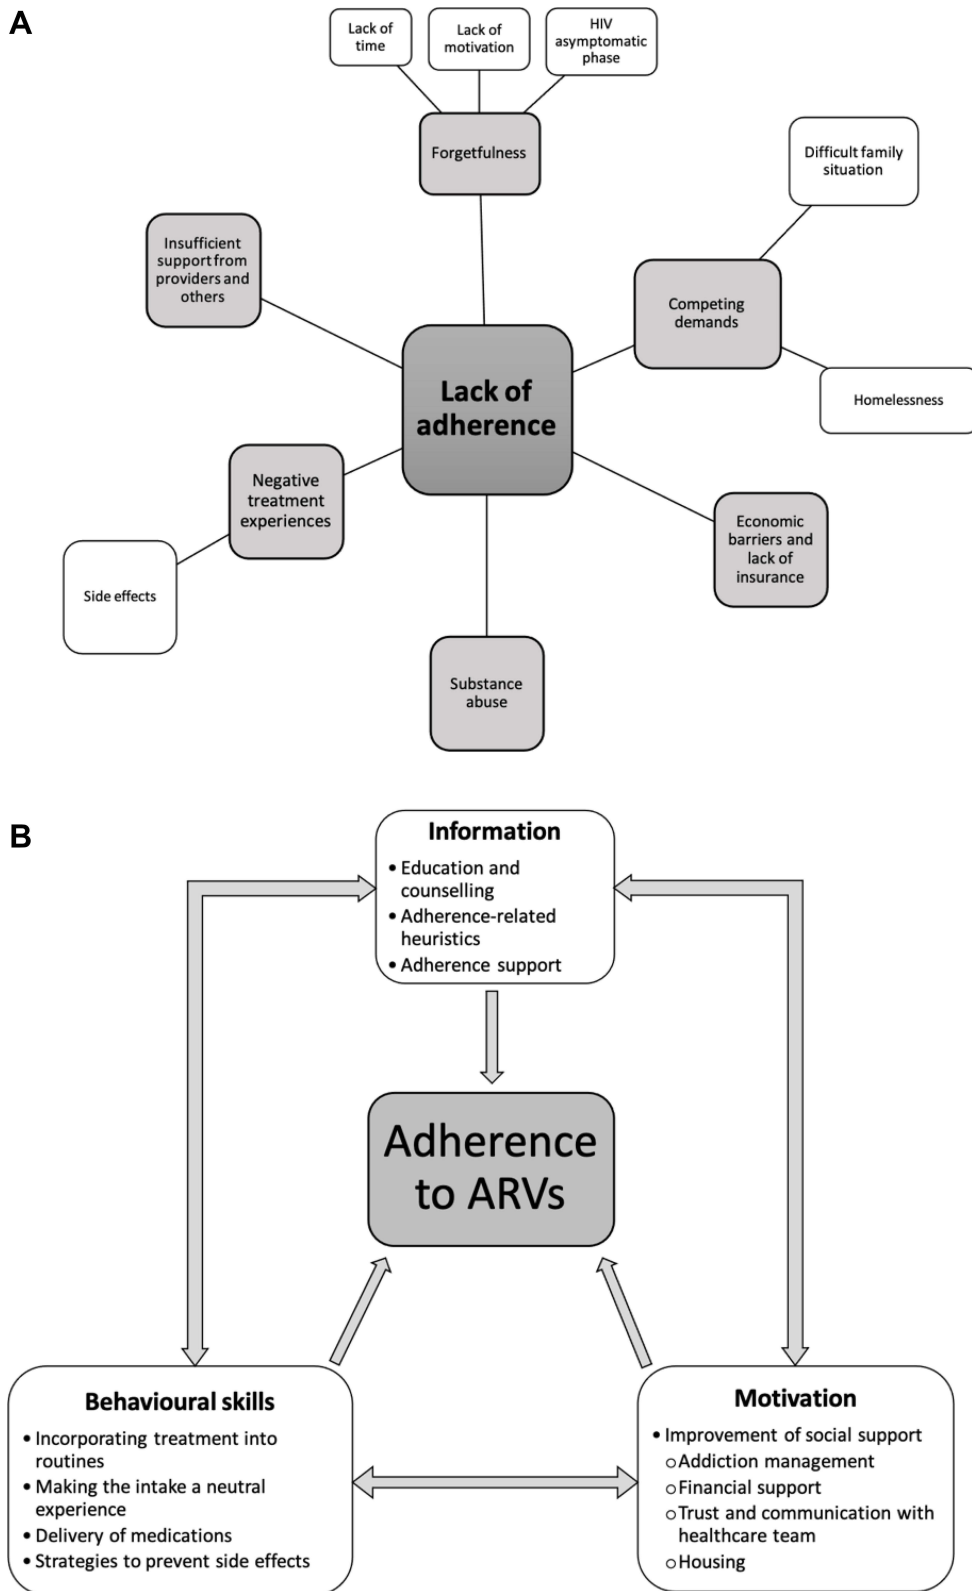 A
Lack of
time
Lack of
motivation
HIV
asymptomatic
phase
Forgetfulness
Difficult family
situation
Insufficient
support from
providers and
others
Competing
demands
Homelessness
Lack of
adherence
Negative
treatment
experiences
Side effects
Economic
barriers and
lack of
insurance
Substance
abuse
B
Information
• Education and
counselling
• Adherence-related
heuristics
• Adherence support
Adherence
to ARVs
Behavioural skills
• Incorporating treatment into
routines
• Making the intake a neutral
experience
• Delivery of medications
• Strategies to prevent side effects
Motivation
• Improvement of social support
o Addiction management
o Financial support
o Trust and communication with
healthcare team
o Housing